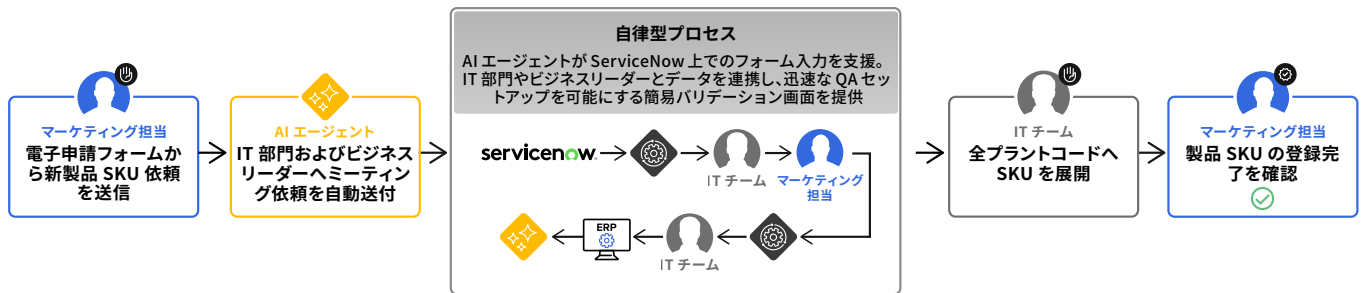 マーケティング担当
電子申請フォームか
ら新製品 SKU 依頼
を送信
AI エージェント
IT 部門およびビジネス
リーダーへミーティン
グ依頼を自動送付
自律型プロセス
AI エージェントが ServiceNow 上でのフォーム入力を支援。
IT 部門やビジネスリーダーとデータを連携し、迅速な QA セッ
トアップを可能にする簡易バリデーション画面を提供
servicenow
IT チーム
マーケティング
担当
ERP
IT チーム
IT チーム
全プラントコードへ
SKU を展開
マーケティング担当
製品 SKU の登録完
了を確認